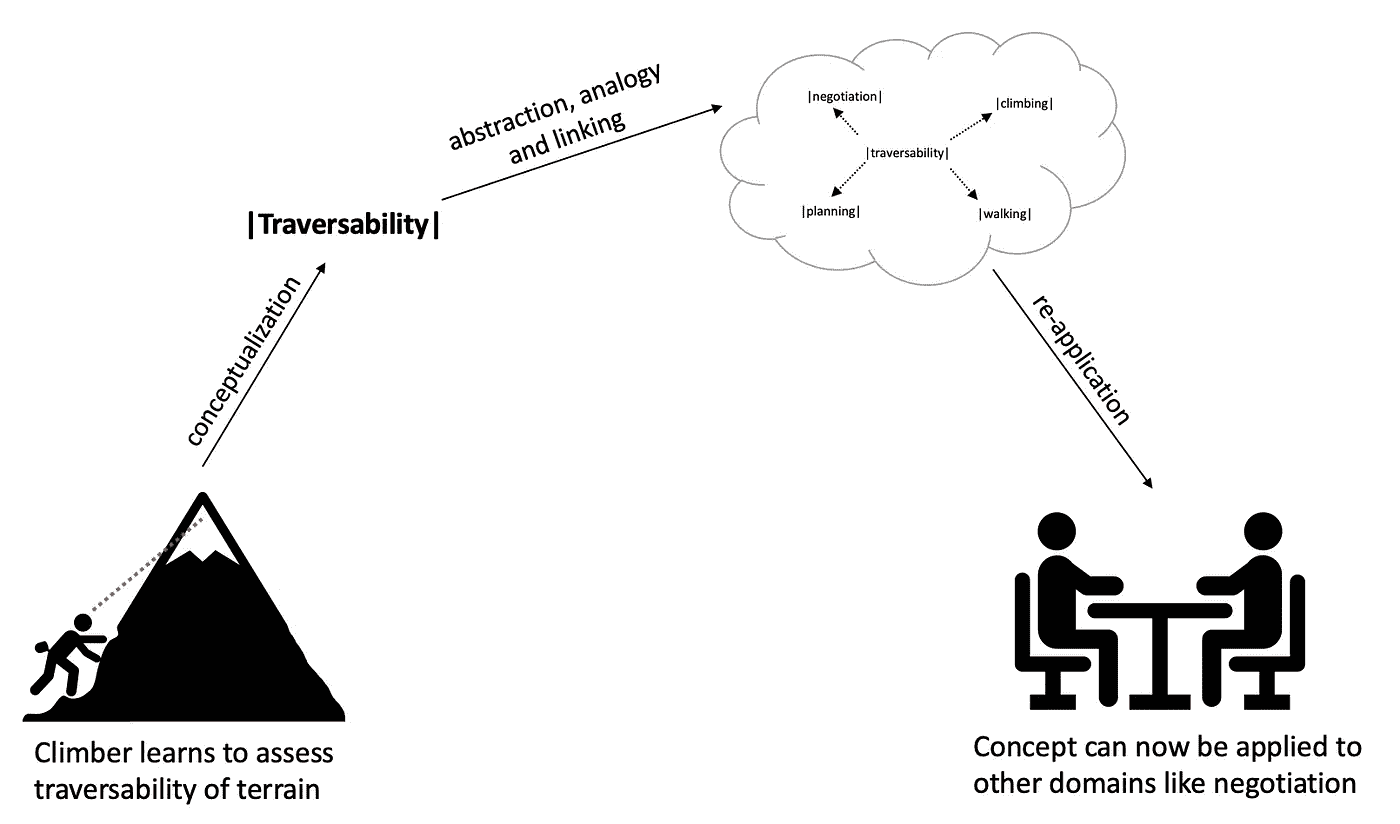 abstraction, analogy
and linking
|negotiation|
|climbing|
|traversability|
|planning|
|walking|
|Traversability|
conceptualization
re-application
Climber learns to assess
traversability of terrain
Concept can now be applied to
other domains like negotiation